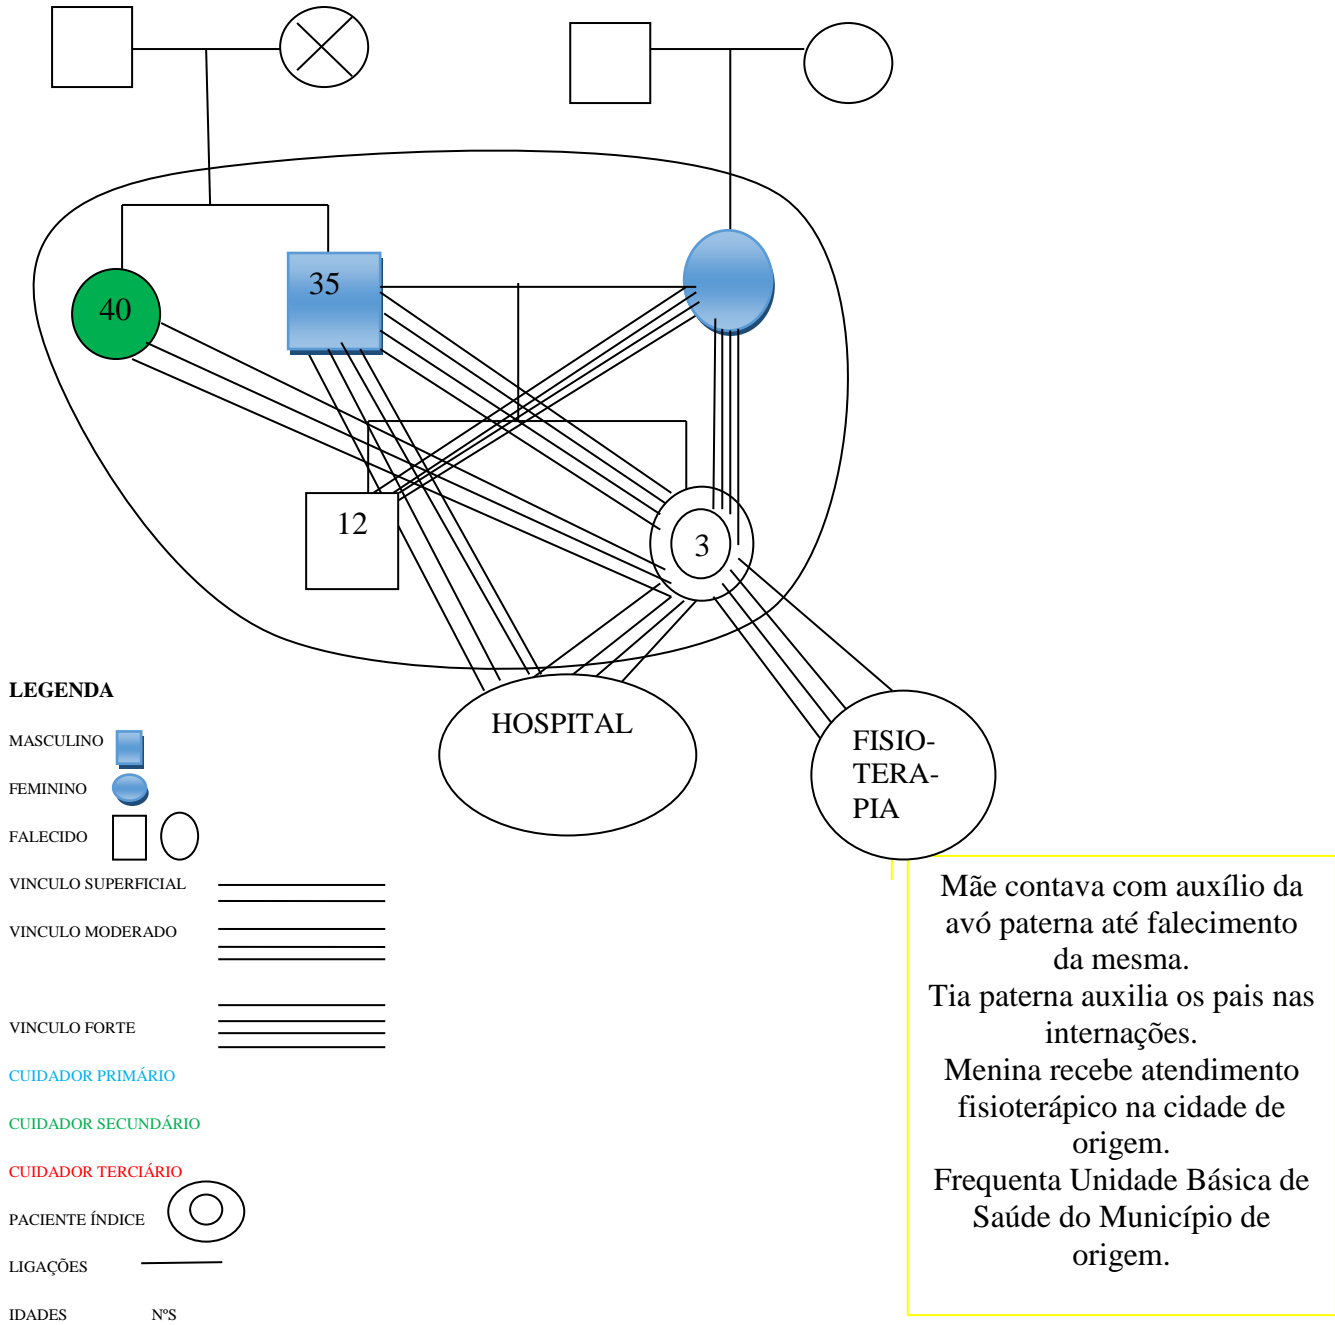 35
40
12
3
HOSPITAL
FISIO-
TERA-
PIA
LEGENDA
MASCULINO
FEMININO
FALECIDO
VINCULO SUPERFICIAL
VINCULO MODERADO
VINCULO FORTE
CUIDADOR PRIMÁRIO
CUIDADOR SECUNDÁRIO
CUIDADOR TERCIÁRIO
PACIENTE ÍNDICE
LIGAÇÕES
IDADES NºS
Mãe contava com auxílio da
avó paterna até falecimento
da mesma.
Tia paterna auxilia os pais nas
internações.
Menina recebe atendimento
fisioterápico na cidade de
origem.
Frequenta Unidade Básica de
Saúde do Município de
origem.